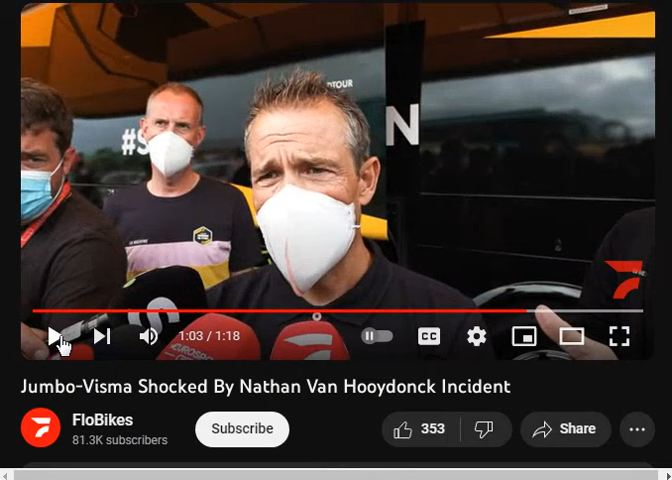 #S
N
CC
1:03 / 1:18
Jumbo-Visma Shocked By Nathan Van Hooydonck Incident
FloBikes
81.3K subscribers
Subscribe
353
Share